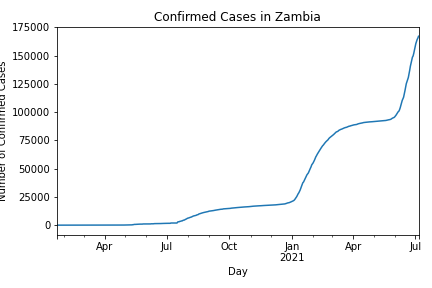 Confirmed Cases in Zambia
175000
150000
125000
100000
75000
50000
25000
0
Number of Confirmed Cases
Apr
Jul
Oct
Jan
2021
Apr
Jul
Day